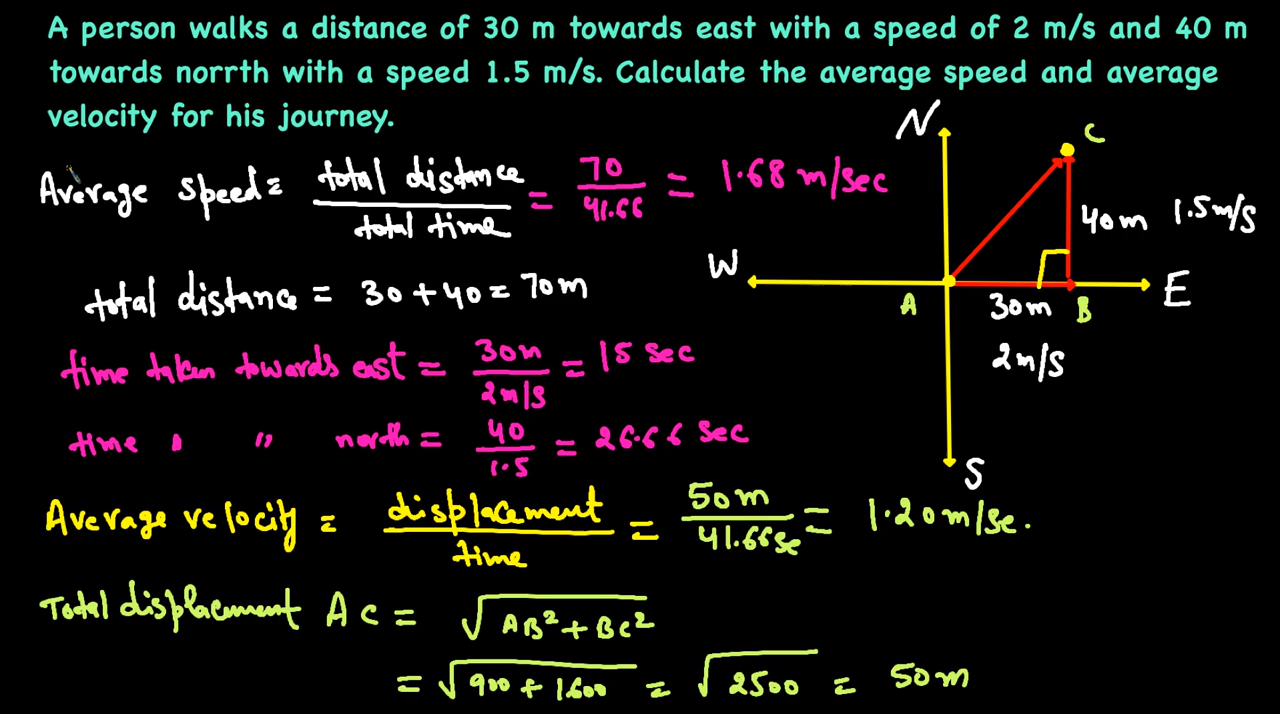 A person walks a distance of 30 m towards east with a speed of 2 m/s and 40 m
towards norrth with a speed 1.5 m/s. Calculate the average speed and average
velocity for his journey.
Average speed = total distance / total time = 70 / 41.66 = 1.68 m/sec
total distance = 30 + 40 = 70m
time taken towards east = 30m / 2m/s = 15 sec
time " " north = 40 / 1.5 = 26.66 sec
Average velocity = displacement / time = 50m / 41.66se = 1.20m/se.
Total displacement AC = √AB²+BC²
= √900+1600 = √2500 = 50m
N
C
40m 1.5m/s
W
E
A
30m
B
2m/s
S